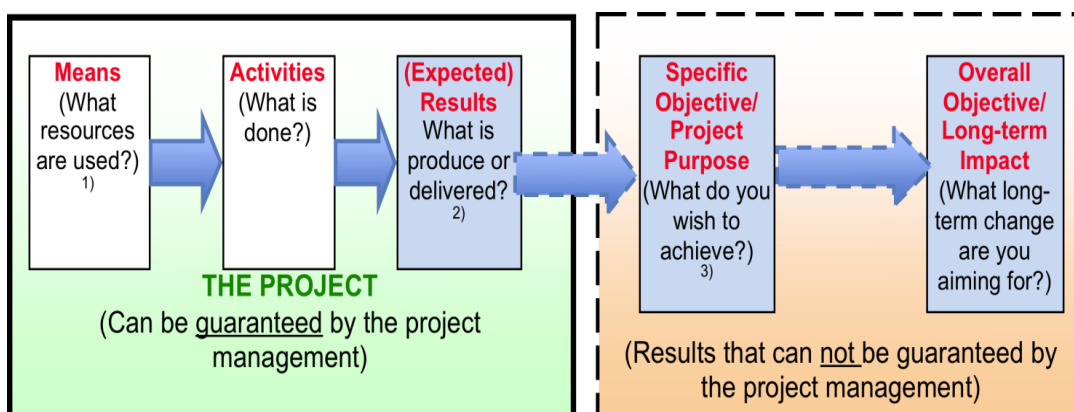 Means
(What
resources
are used?)
1)
Activities
(What is
done?)
(Expected)
Results
What is
produce or
delivered?
2)
THE PROJECT
(Can be guaranteed by the project
management)
Specific
Objective/
Project
Purpose
(What do you
wish to
achieve?)
3)
Overall
Objective/
Long-term
Impact
(What long-
term change
are you
aiming for?)
(Results that can not be guaranteed by
the project management)